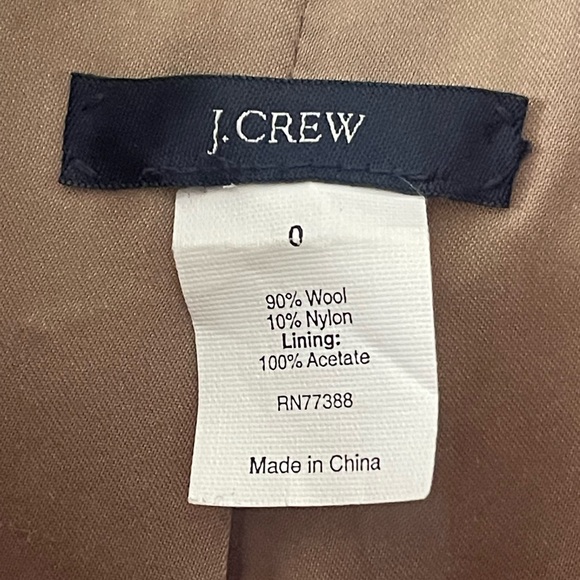 J.CREW
0
90% Wool
10% Nylon
Lining:
100% Acetate
RN77388
Made in China